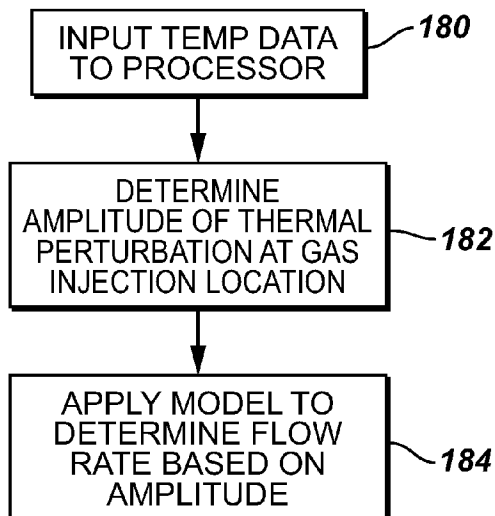 INPUT TEMP DATA
TO PROCESSOR
180
DETERMINE
AMPLITUDE OF THERMAL
PERTURBATION AT GAS
INJECTION LOCATION
182
APPLY MODEL TO
DETERMINE FLOW
RATE BASED ON
AMPLITUDE
184